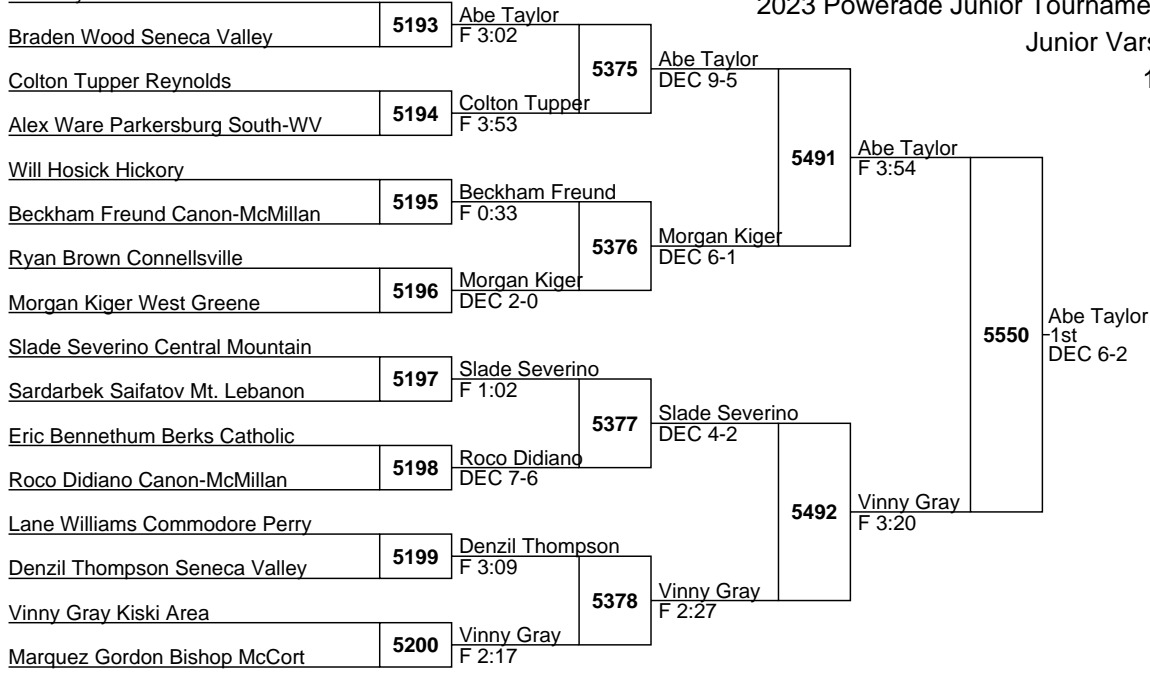 2023 Powerade Junior
Junior
Braden Wood Seneca Valley
Colton Tupper Reynolds
Alex Ware Parkersburg South-WV
Will Hosick Hickory
Beckham Freund Canon-McMillan
Ryan Brown Connellsville
Morgan Kiger West Greene
Slade Severino Central Mountain
Sardarbek Saifatov Mt. Lebanon
Eric Bennethum Berks Catholic
Roco Didiano Canon-McMillan
Lane Williams Commodore Perry
Denzil Thompson Seneca Valley
Vinny Gray Kiski Area
Marquez Gordon Bishop McCort
5193
5194
5195
5196
5197
5198
5199
5200
Abe Taylor
F 3:02
Colton Tupper
F 3:53
Beckham Freund
F 0:33
Morgan Kiger
DEC 2-0
Slade Severino
F 1:02
Roco Didiano
DEC 7-6
Denzil Thompson
F 3:09
Vinny Gray
F 2:17
5375
5376
5377
5378
Abe Taylor
DEC 9-5
Morgan Kiger
DEC 6-1
Slade Severino
DEC 4-2
Vinny Gray
F 2:27
5491
5492
Abe Taylor
F 3:54
Vinny Gray
F 3:20
5550
Abe Taylor
1st
DEC 6-2